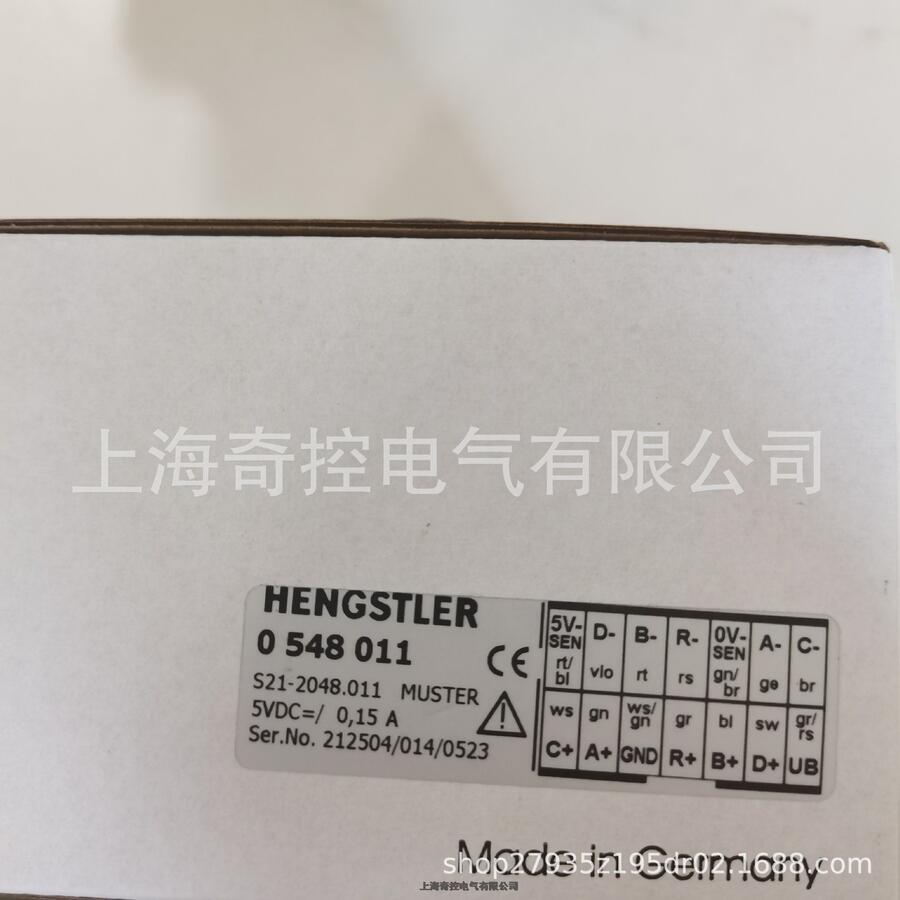 上海奇控电气有限公司
HENGSTLER
0 548 011
CE
S21-2048.011 MUSTER
5VDC=/ 0,15 A
Ser.No. 212504/014/0523
5V-SEN D- B- R- 0V-SEN A- C-
rt/bl vlo rt rs gn/br ge br
ws gn ws/gn gr bl sw gr/rs
C+ A+ GND R+ B+ D+ UB
Made in Germany
shop27935z195dr02.1688.com
上海奇控电气有限公司